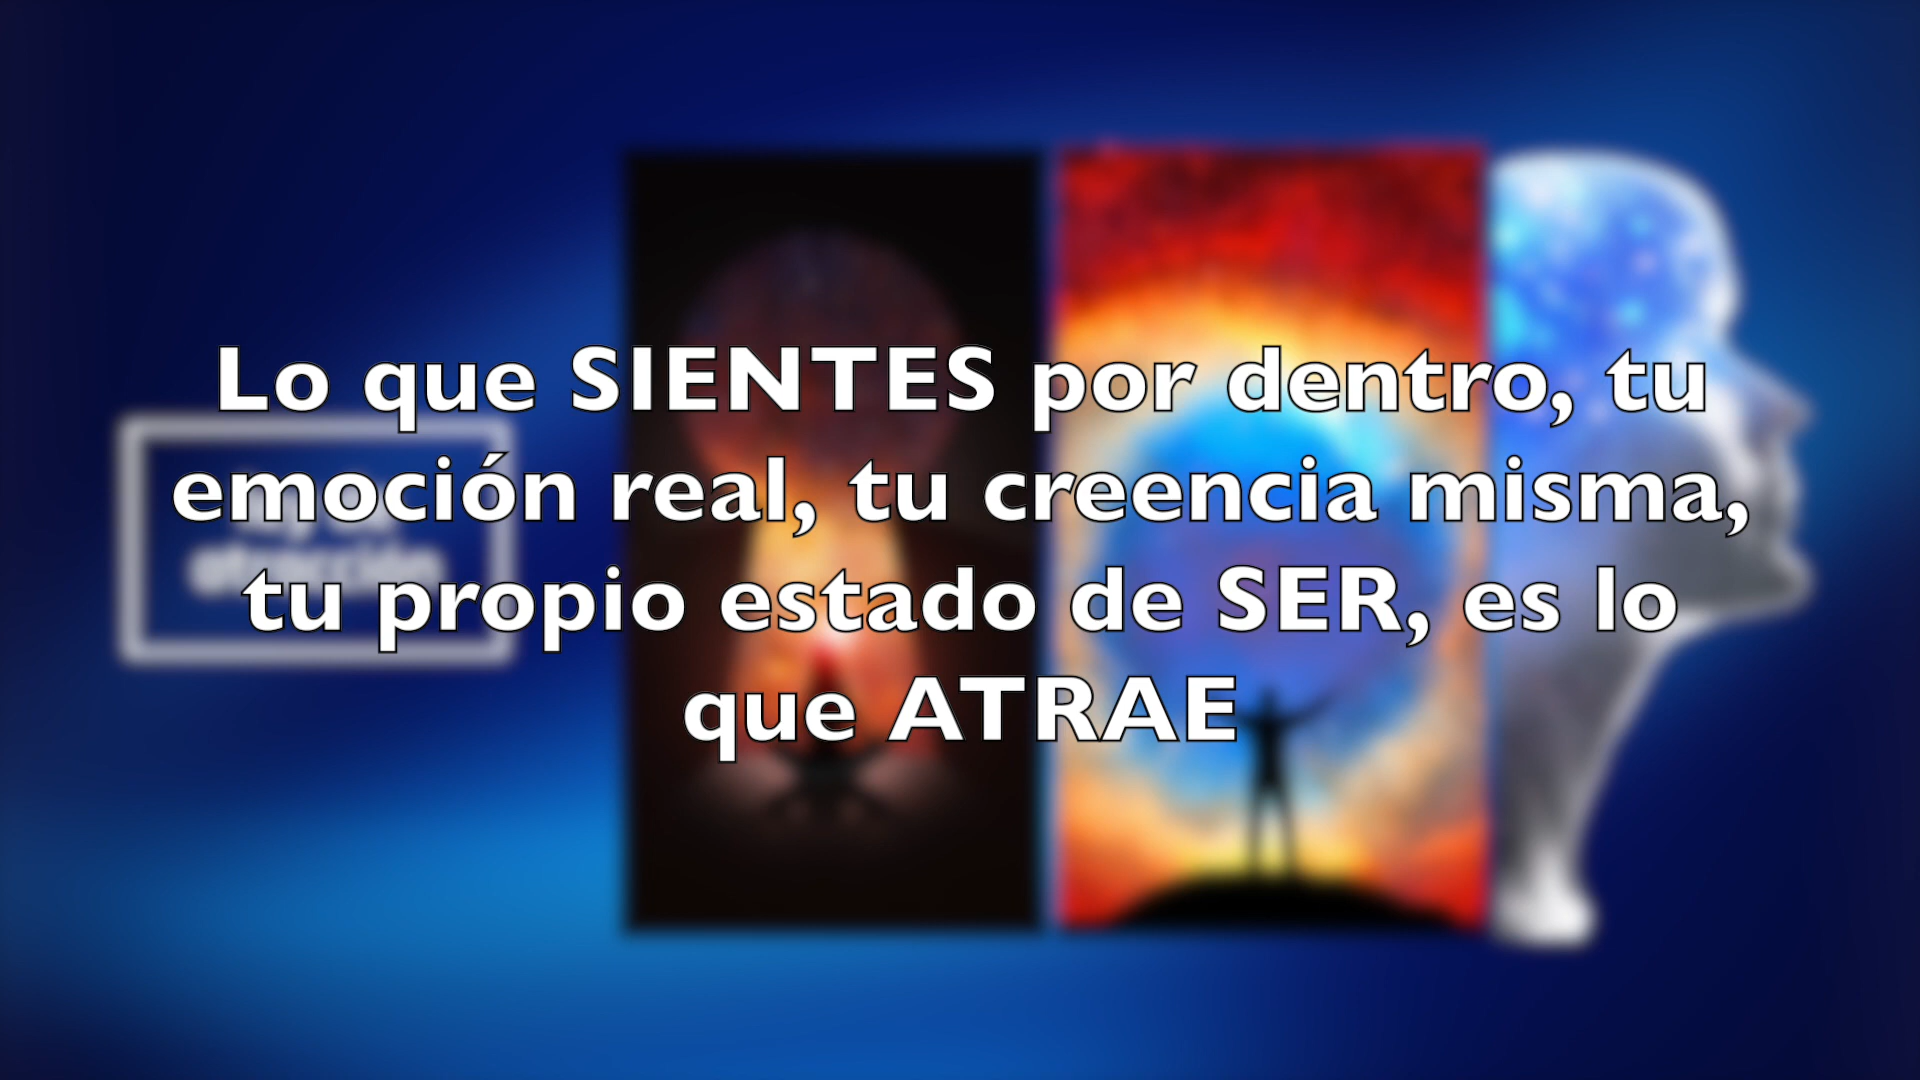 Lo que SIENTES por dentro, tu
emoción real, tu creencia misma,
tu propio estado de SER, es lo
que ATRAE
atracción